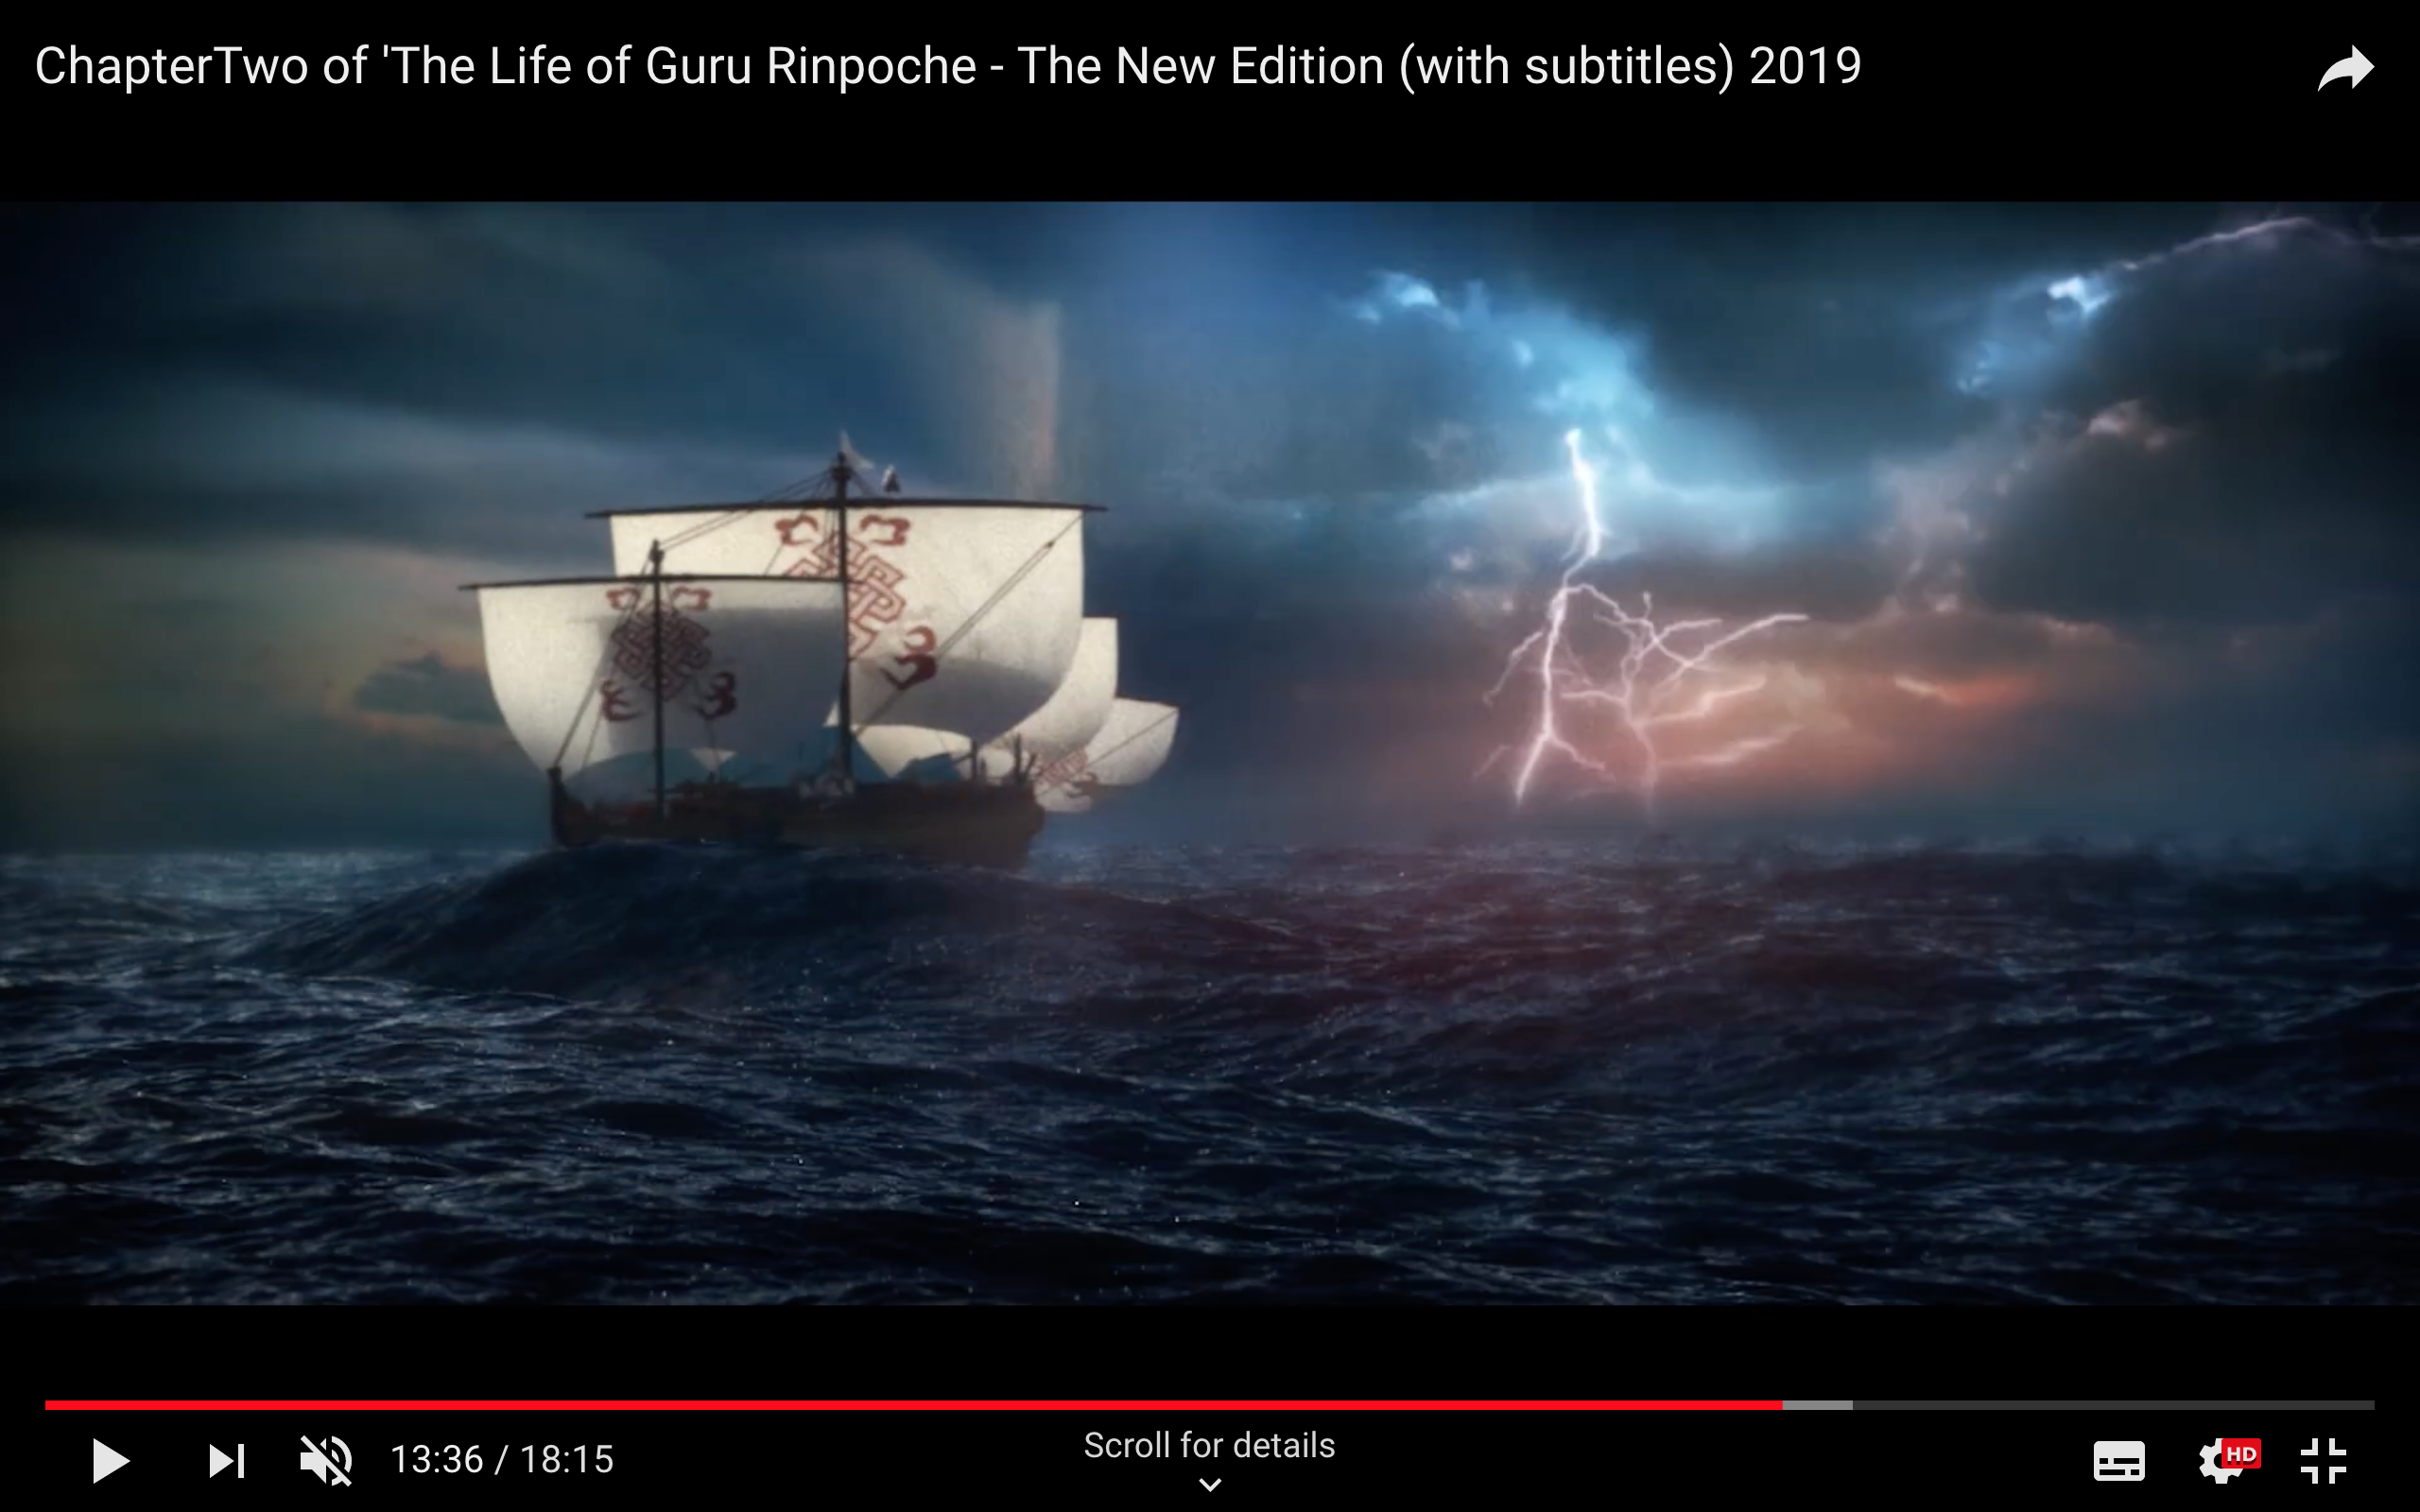 ChapterTwo of 'The Life of Guru Rinpoche - The New Edition (with subtitles) 2019
13:36 / 18:15
Scroll for details
HD